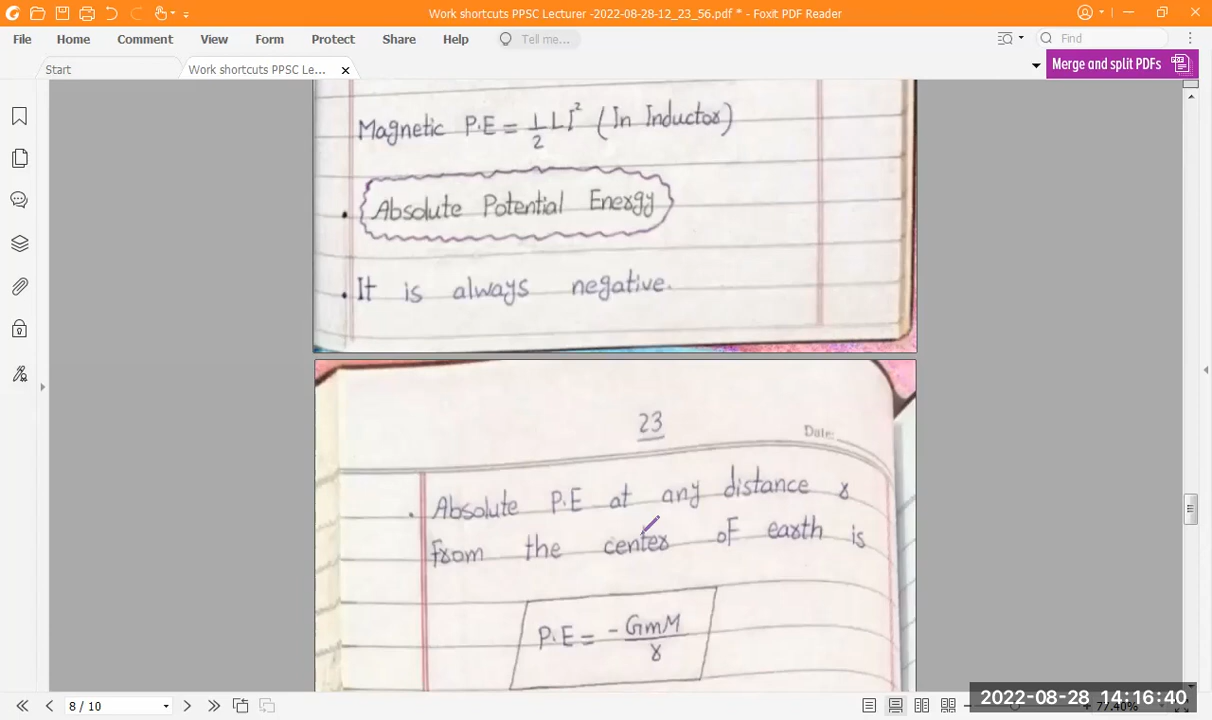 Work shortcuts PPSC Lecturer -2022-08-28-12_23_56.pdf * - Foxit PDF Reader
File Home Comment View Form Protect Share Help Tell me... Find
Start Work shortcuts PPSC Le... Merge and split PDFs
Magnetic P.E = 1/2 LI² (In Inductor)
. Absolute Potential Energy
. It is always negative.
23
Date:
. Absolute P.E at any distance r
from the center of earth is
P.E = -GmM/r
8 / 10
2022-08-28 14:16:40
77.40%